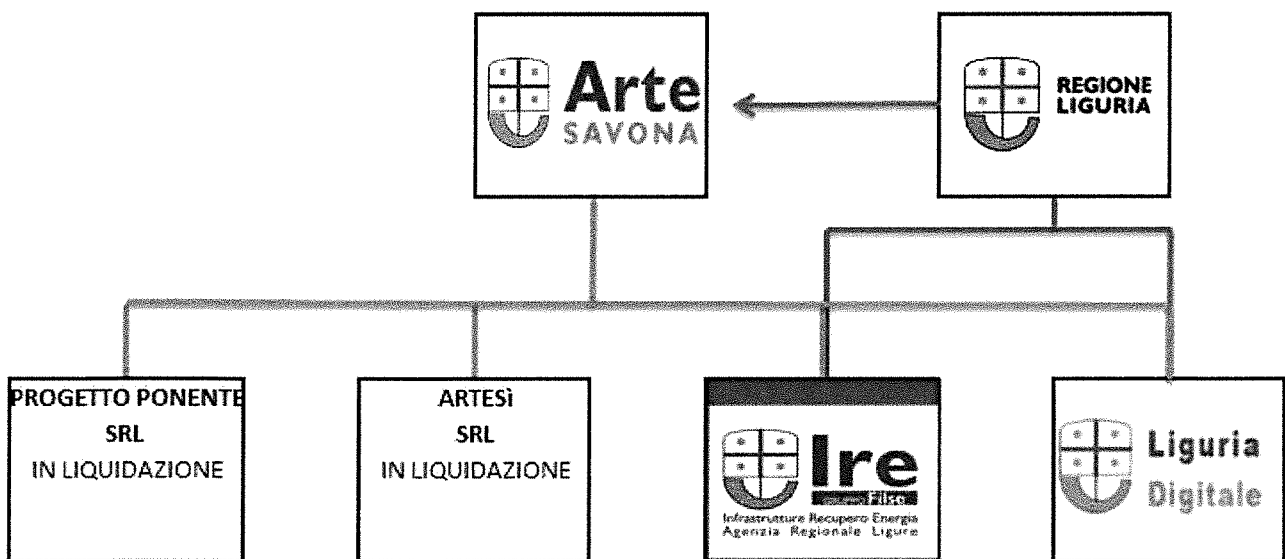 Arte
SAVONA
REGIONE
LIGURIA
PROGETTO PONENTE
SRL
IN LIQUIDAZIONE
ARTESì
SRL
IN LIQUIDAZIONE
Ire
Filse
Infrastrutture Recupero Energia
Agenzia Regionale Ligure
Liguria
Digitale